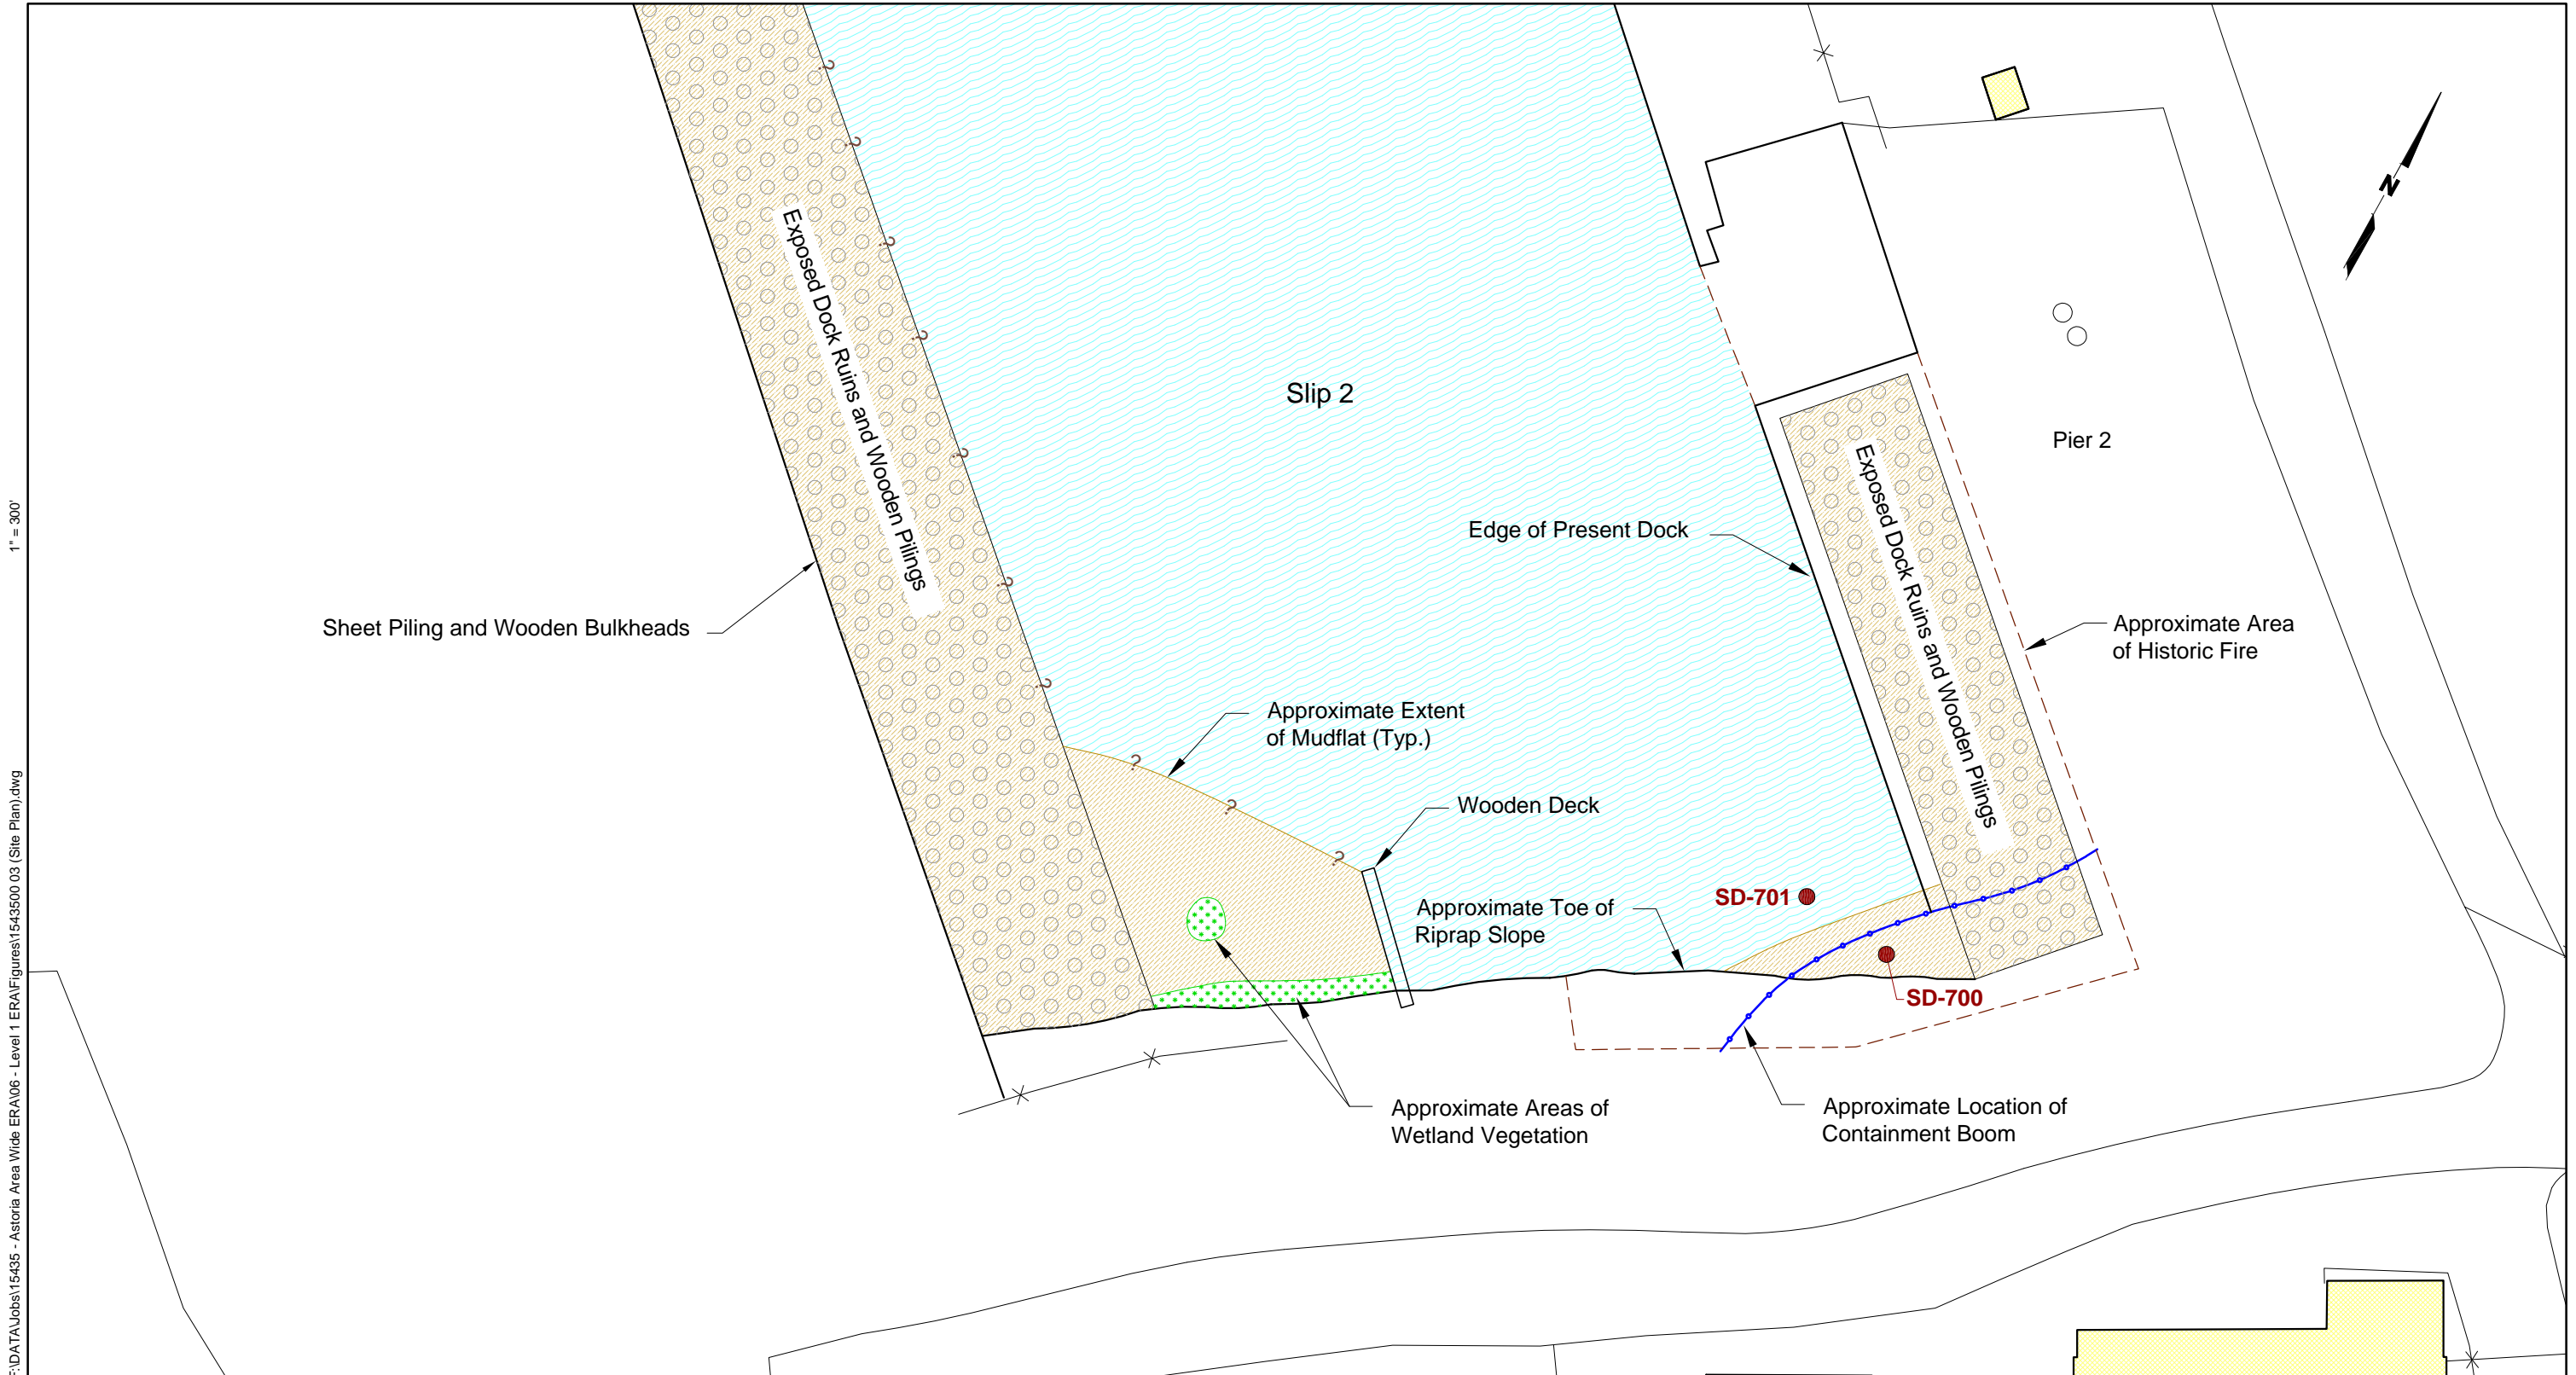 N
Exposed Dock Ruins and Wooden Pilings
Slip 2
Pier 2
Exposed Dock Ruins and Wooden Pilings
Edge of Present Dock
1" = 300'
Sheet Piling and Wooden Bulkheads
Approximate Area
of Historic Fire
Approximate Extent
of Mudflat (Typ.)
Wooden Deck
SD-701
Approximate Toe of
Riprap Slope
SD-700
Approximate Areas of
Wetland Vegetation
Approximate Location of
Containment Boom
F:\DATA\Jobs\15435 - Astoria Area Wide ERA\06 - Level 1 ERA\Figures\1543500 03 (Site Plan).dwg
?
?
?
?
?
?
?
?
?
?